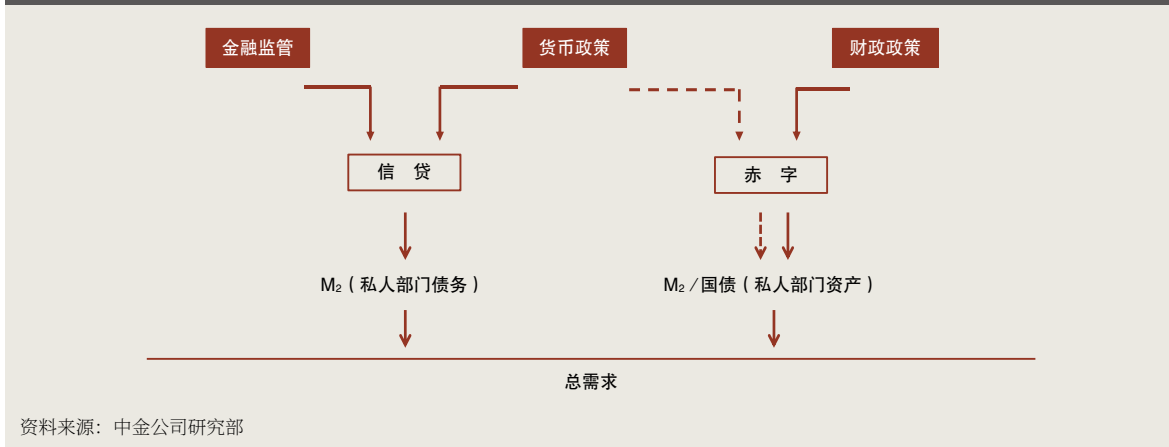 金融监管
货币政策
财政政策
信 贷
赤 字
M₂（私人部门债务）
M₂/国债（私人部门资产）
总需求
资料来源：中金公司研究部